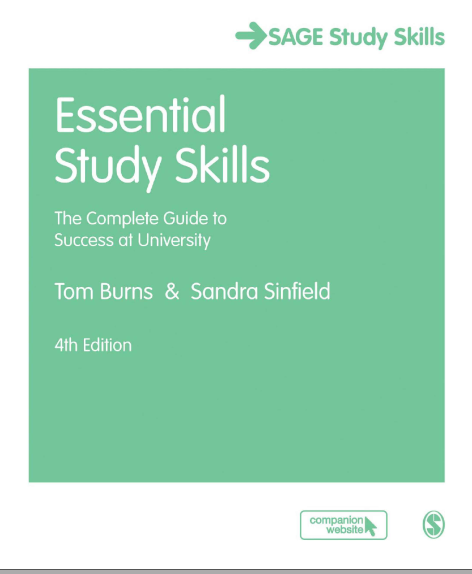 SAGE Study Skills
Essential
Study Skills
The Complete Guide to
Success at University
Tom Burns & Sandra Sinfield
4th Edition
companion
website
S